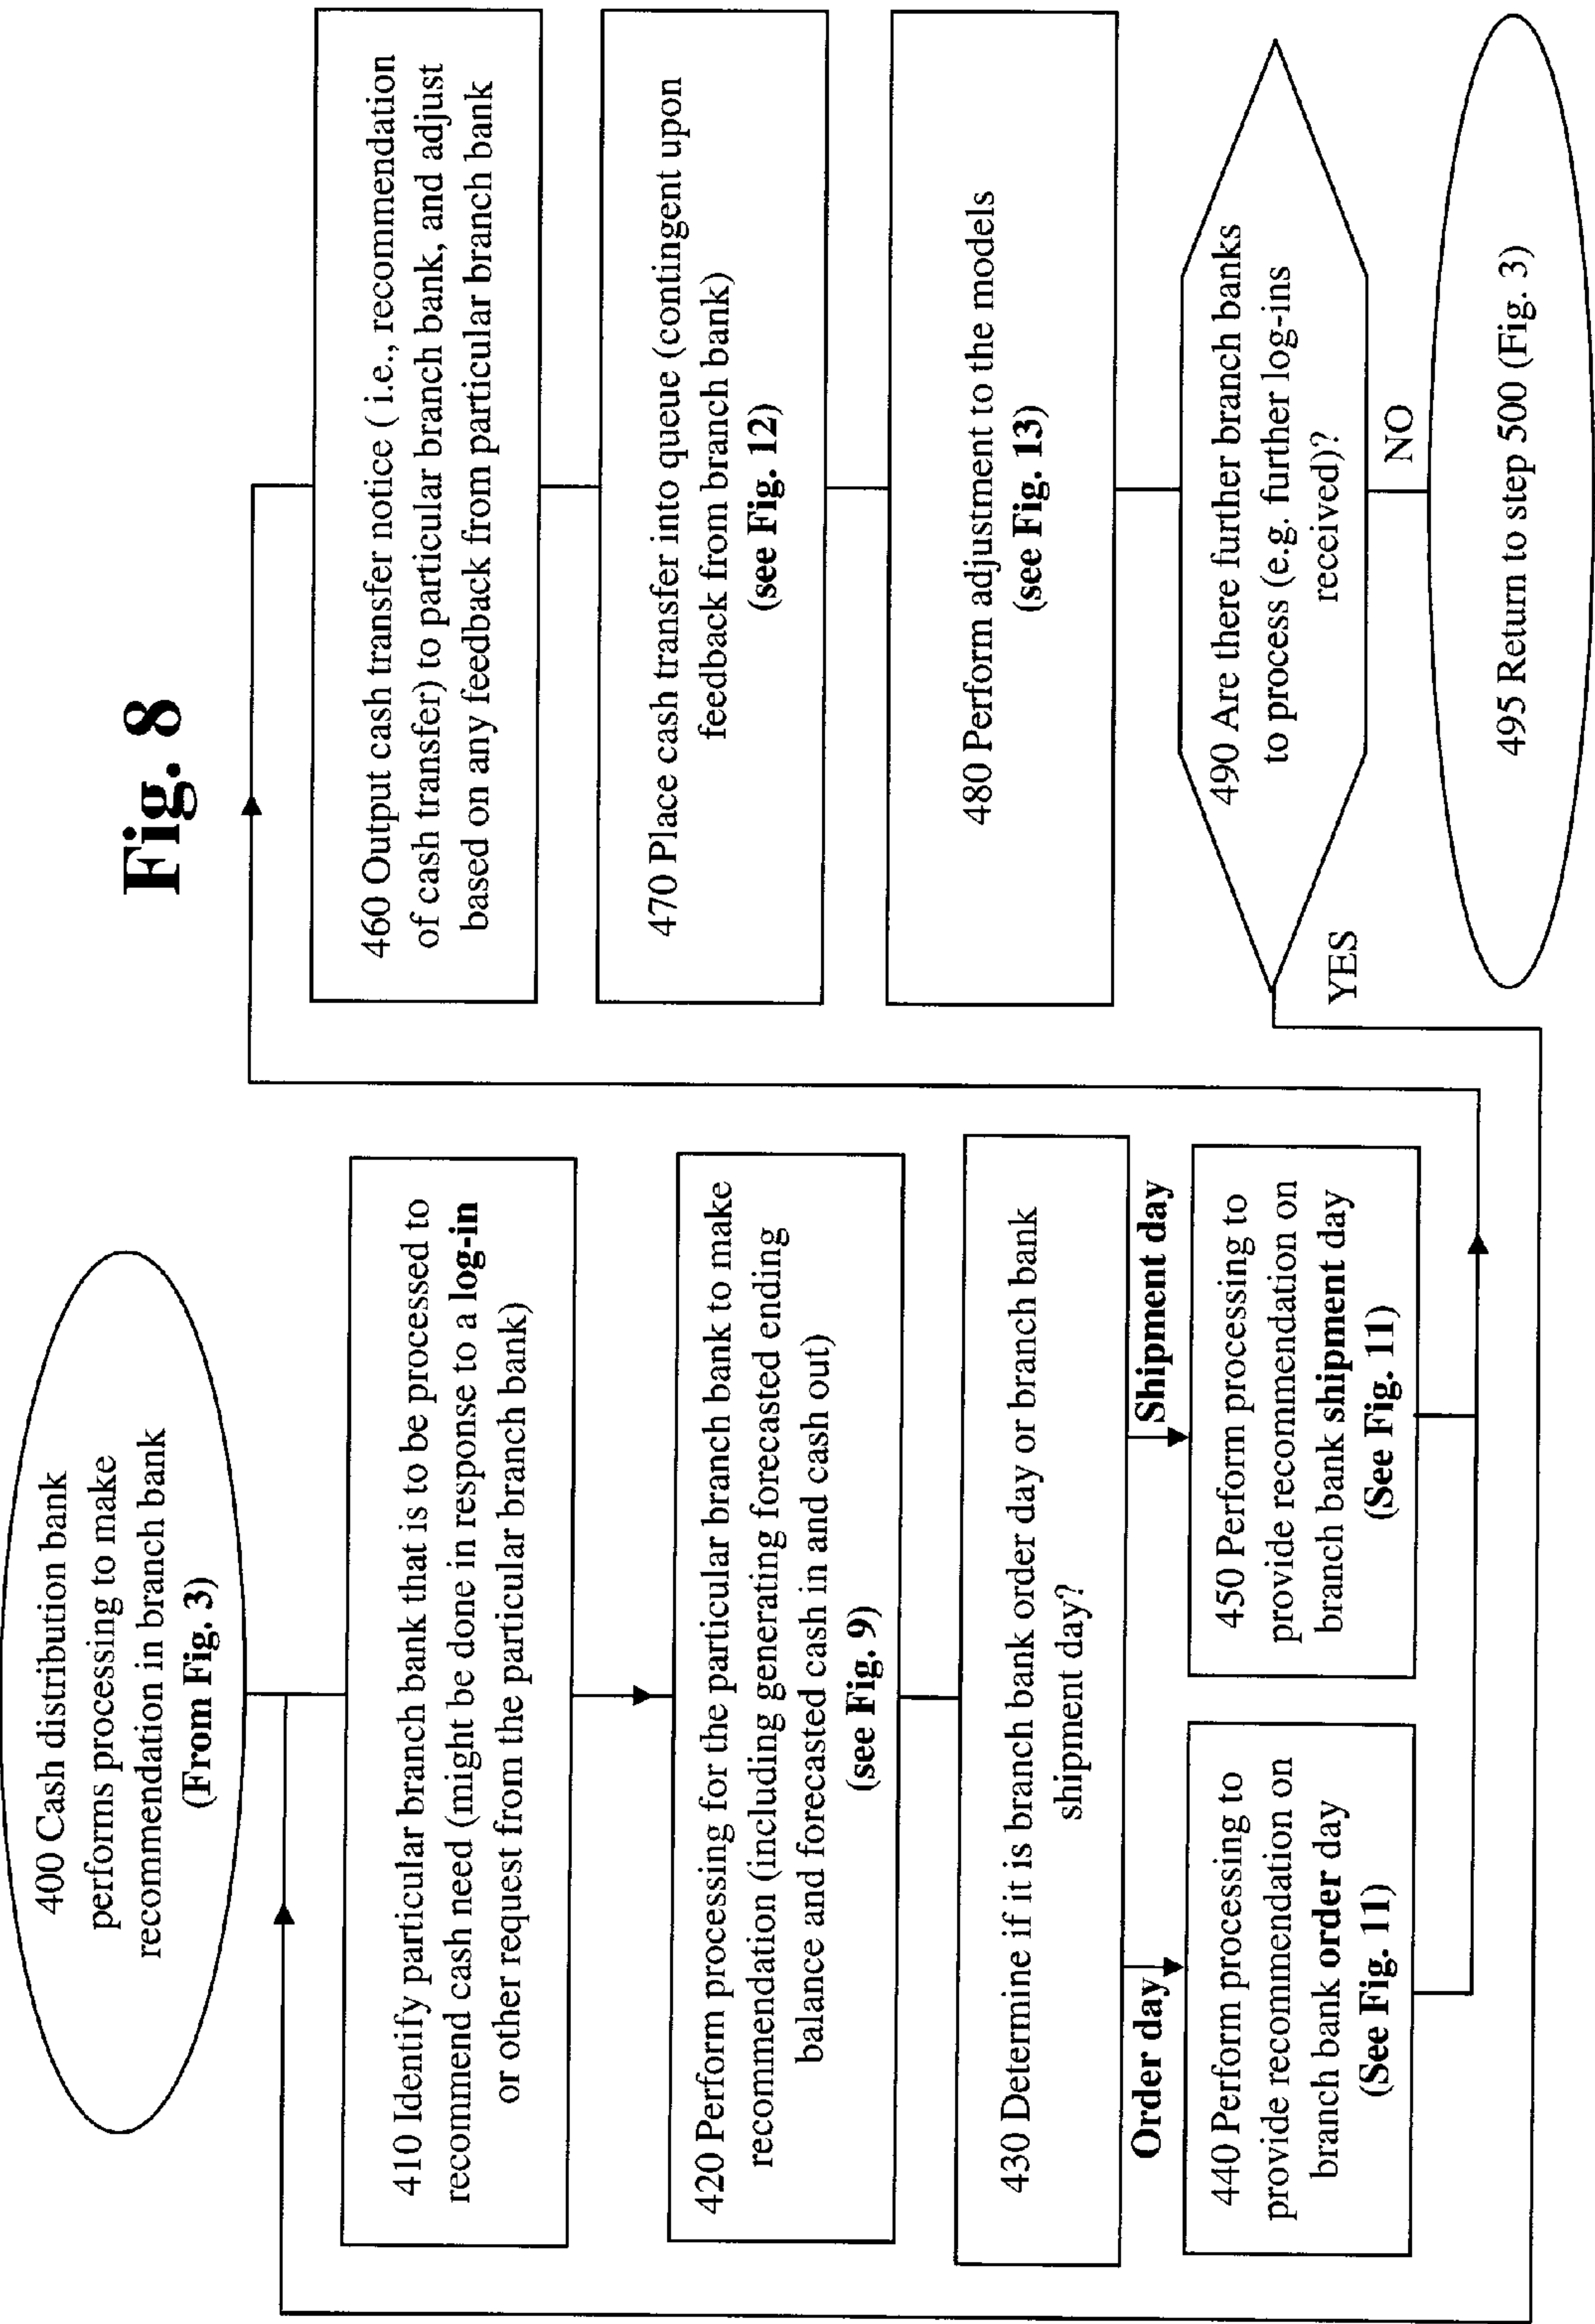 Fig. 8
400 Cash distribution bank
performs processing to make
recommendation in branch bank
(From Fig. 3)
410 Identify particular branch bank that is to be processed to
recommend cash need (might be done in response to a log-in
or other request from the particular branch bank)
420 Perform processing for the particular branch bank to make
recommendation (including generating forecasted ending
balance and forecasted cash in and cash out)
(see Fig. 9)
430 Determine if it is branch bank order day or branch bank
shipment day?
Order day
Shipment day
440 Perform processing to
provide recommendation on
branch bank order day
(See Fig. 11)
450 Perform processing to
provide recommendation on
branch bank shipment day
(See Fig. 11)
460 Output cash transfer notice ( i.e., recommendation
of cash transfer) to particular branch bank, and adjust
based on any feedback from particular branch bank
470 Place cash transfer into queue (contingent upon
feedback from branch bank)
(see Fig. 12)
480 Perform adjustment to the models
(see Fig. 13)
490 Are there further branch banks
to process (e.g. further log-ins
received)?
YES
NO
495 Return to step 500 (Fig. 3)